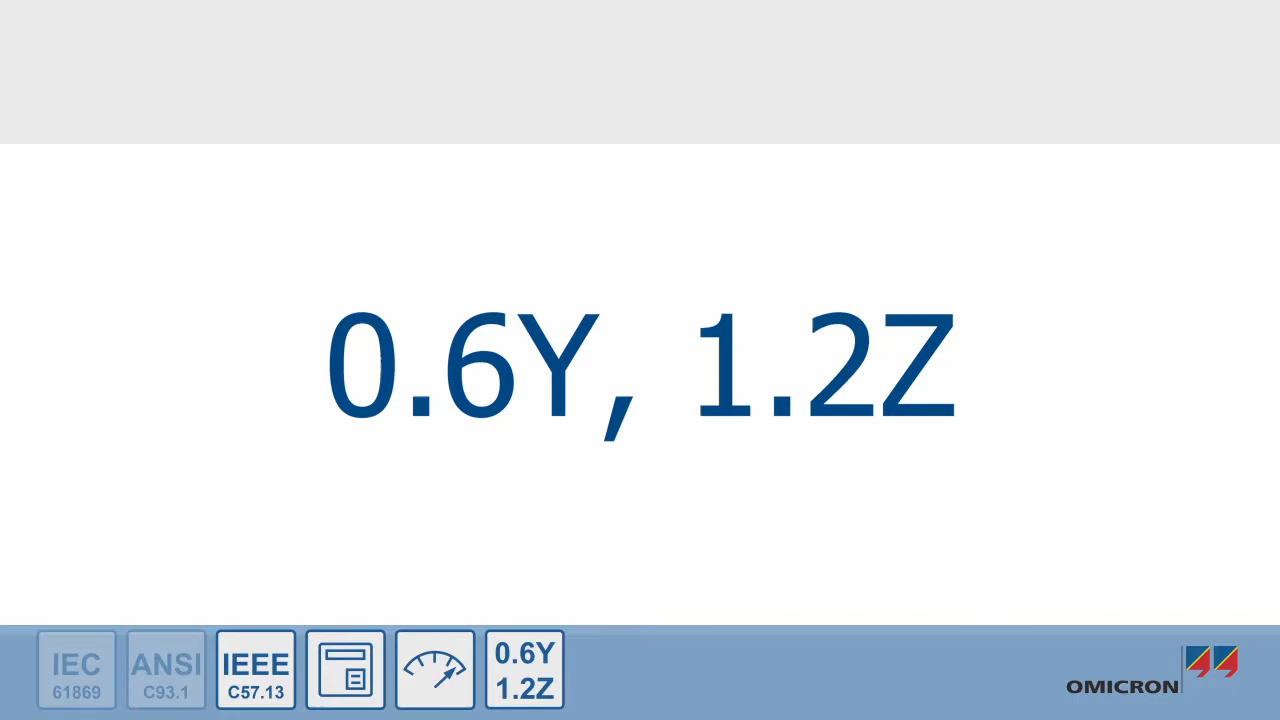 0.6Y, 1.2Z
IEC
61869
ANSI
C93.1
IEEE
C57.13
0.6Y
1.2Z
OMICRON